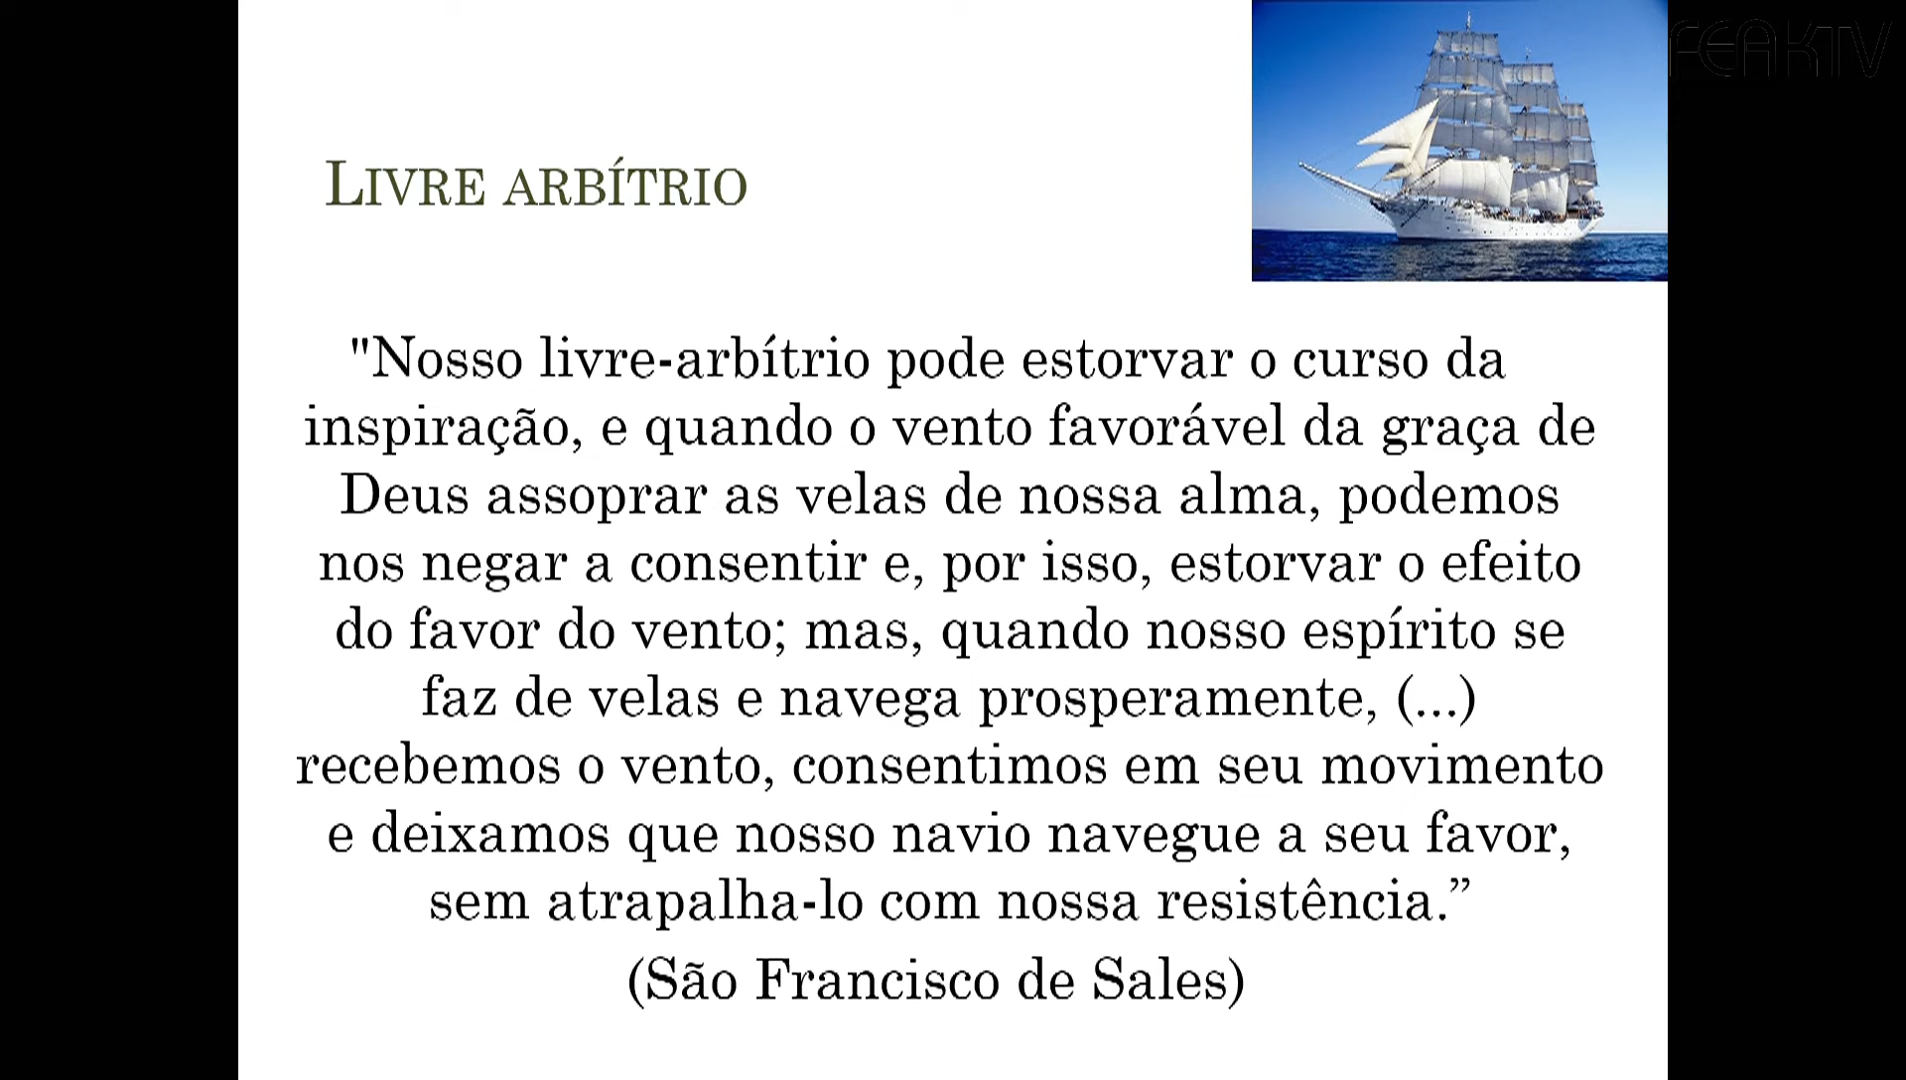 FEAKTV
LIVRE ARBÍTRIO
"Nosso livre-arbítrio pode estorvar o curso da
inspiração, e quando o vento favorável da graça de
Deus assoprar as velas de nossa alma, podemos
nos negar a consentir e, por isso, estorvar o efeito
do favor do vento; mas, quando nosso espírito se
faz de velas e navega prosperamente, (...)
recebemos o vento, consentimos em seu movimento
e deixamos que nosso navio navegue a seu favor,
sem atrapalha-lo com nossa resistência.”
(São Francisco de Sales)